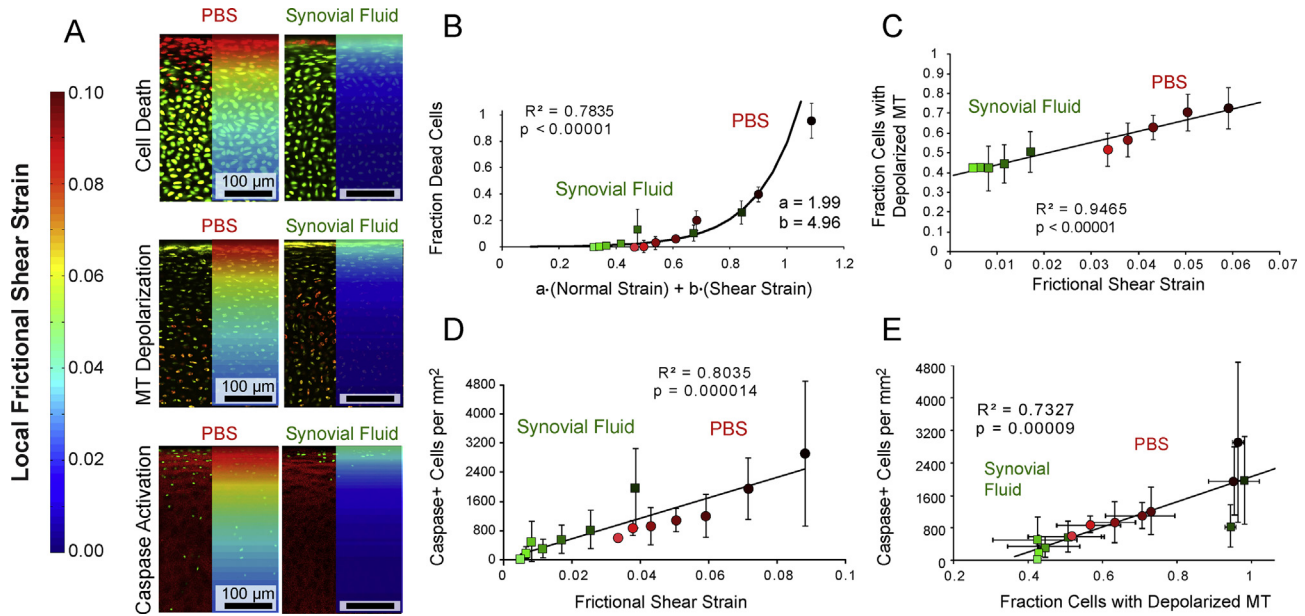 A
PBS
Synovial Fluid
Local Frictional Shear Strain
0.10
0.08
0.06
0.04
0.02
0.00
Cell Death
100 µm
MT Depolarization
100 µm
PBS
Synovial Fluid
Caspase Activation
100 µm
B
Fraction Dead Cells
1
0.8
0.6
0.4
0.2
0
R² = 0.7835
p < 0.00001
PBS
Synovial Fluid
a = 1.99
b = 4.96
0 0.2 0.4 0.6 0.8 1 1.2
a·(Normal Strain) + b·(Shear Strain)
C
Fraction Cells with
Depolarized MT
1
0.9
0.8
0.7
0.6
0.5
0.4
0.3
0.2
0.1
0
PBS
Synovial Fluid
R² = 0.9465
p < 0.00001
0 0.01 0.02 0.03 0.04 0.05 0.06 0.07
Frictional Shear Strain
D
Caspase+ Cells per mm²
4800
4000
3200
2400
1600
800
0
R² = 0.8035
p = 0.000014
Synovial Fluid
PBS
0 0.02 0.04 0.06 0.08 0.1
Frictional Shear Strain
E
Caspase+ Cells per mm²
4800
4000
3200
2400
1600
800
0
R² = 0.7327
p = 0.00009
PBS
Synovial
Fluid
0.2 0.4 0.6 0.8 1
Fraction Cells with Depolarized MT